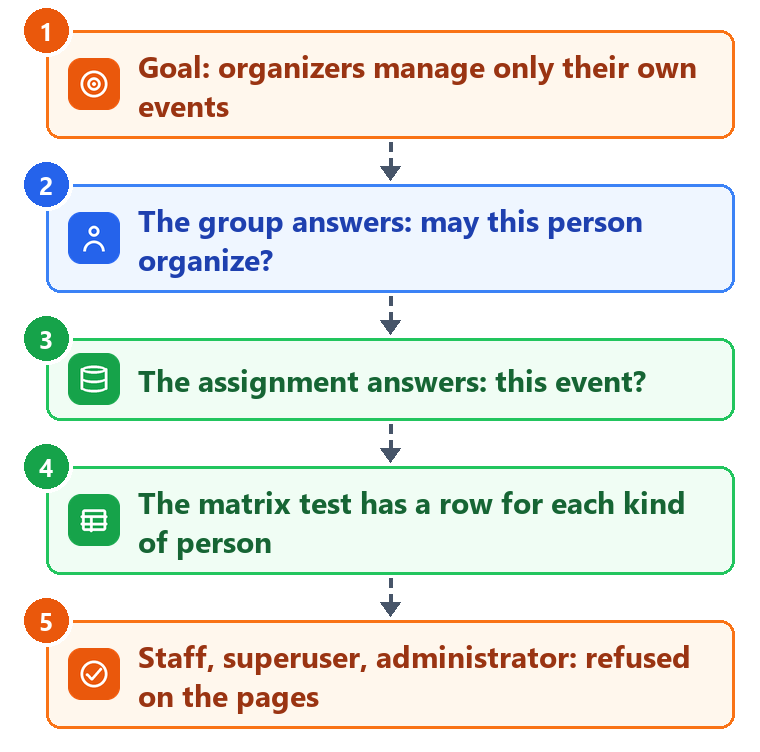 1
Goal: organizers manage only their own
events
2
The group answers: may this person
organize?
3
The assignment answers: this event?
4
The matrix test has a row for each kind
of person
5
Staff, superuser, administrator: refused
on the pages